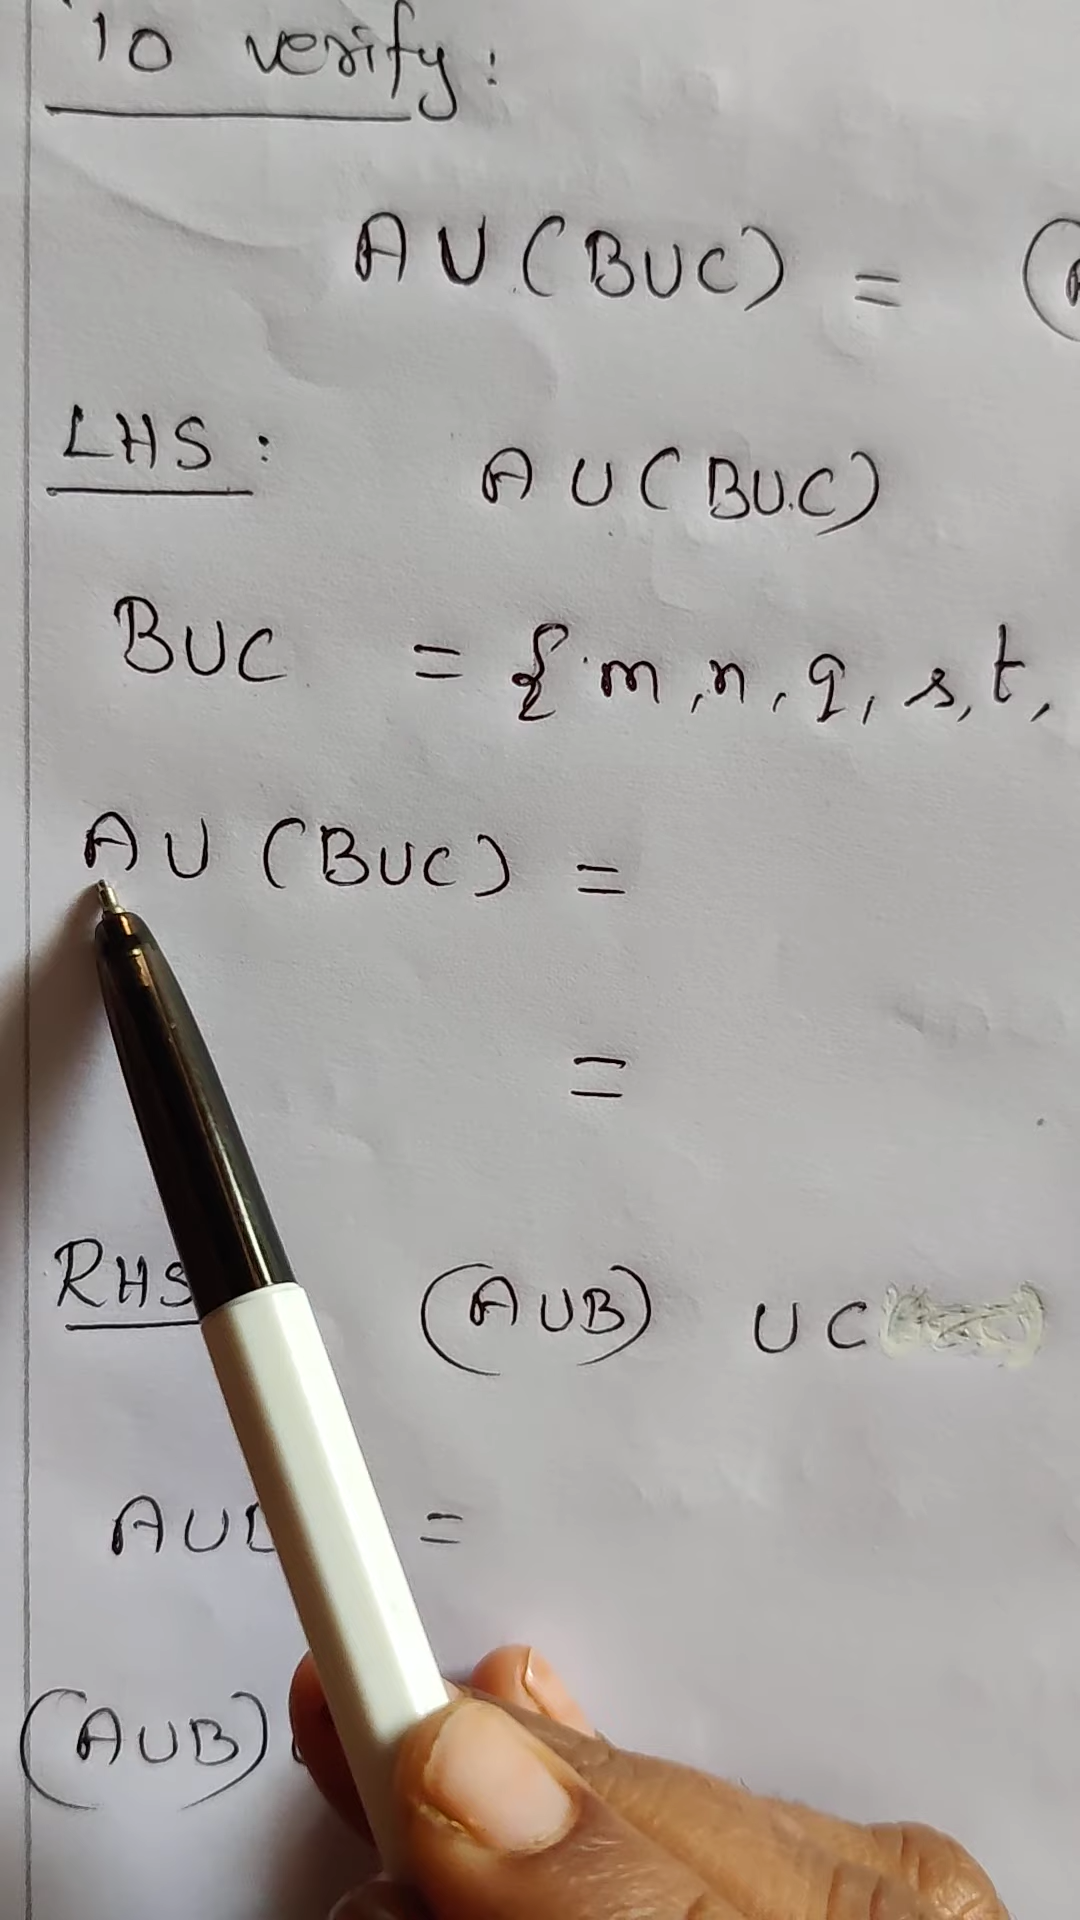 To verify:
A∪(B∪C) = (
LHS: A∪(B∪C)
B∪C = {m,n,q,s,t,
A∪(B∪C) =
=
RHS (A∪B) ∪C
A∪ =
(A∪B)